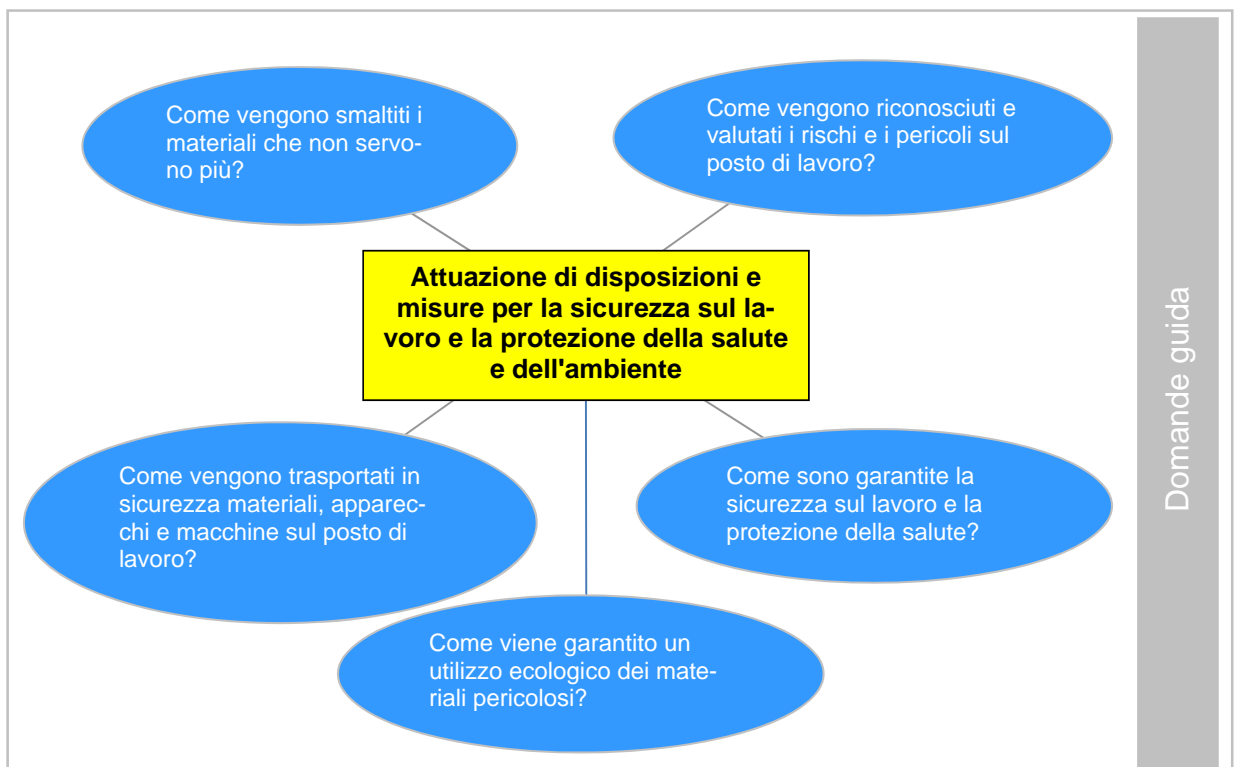 Come vengono smaltiti i
materiali che non servo-
no più?
Come vengono riconosciuti e
valutati i rischi e i pericoli sul
posto di lavoro?
Attuazione di disposizioni e
misure per la sicurezza sul la-
voro e la protezione della salute
e dell'ambiente
Come vengono trasportati in
sicurezza materiali, apparec-
chi e macchine sul posto di
lavoro?
Come sono garantite la
sicurezza sul lavoro e la
protezione della salute?
Come viene garantito un
utilizzo ecologico dei mate-
riali pericolosi?
Domande guida